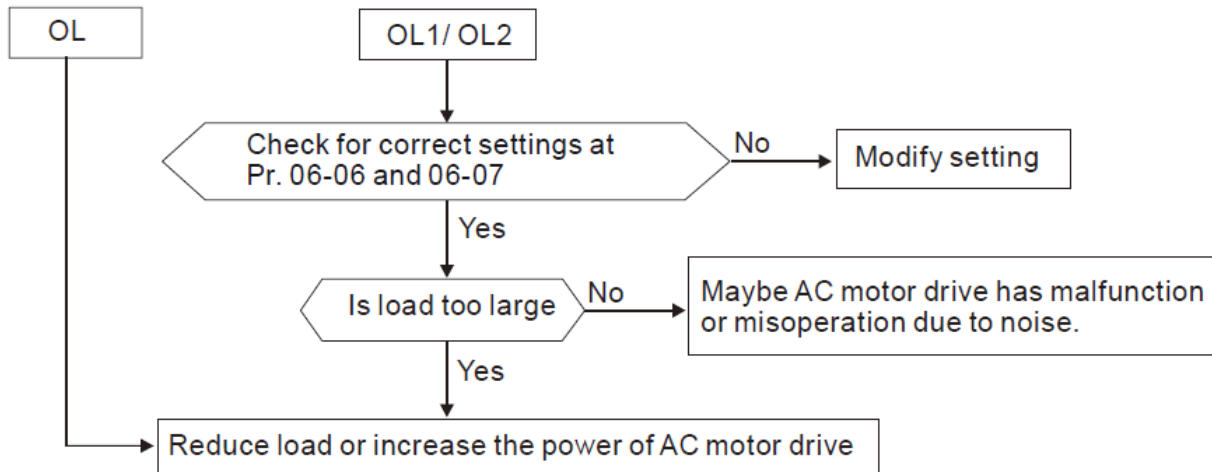 OL
OL1/ OL2
Check for correct settings at
Pr. 06-06 and 06-07
No
Modify setting
Yes
Is load too large
No
Maybe AC motor drive has malfunction
or misoperation due to noise.
Yes
Reduce load or increase the power of AC motor drive